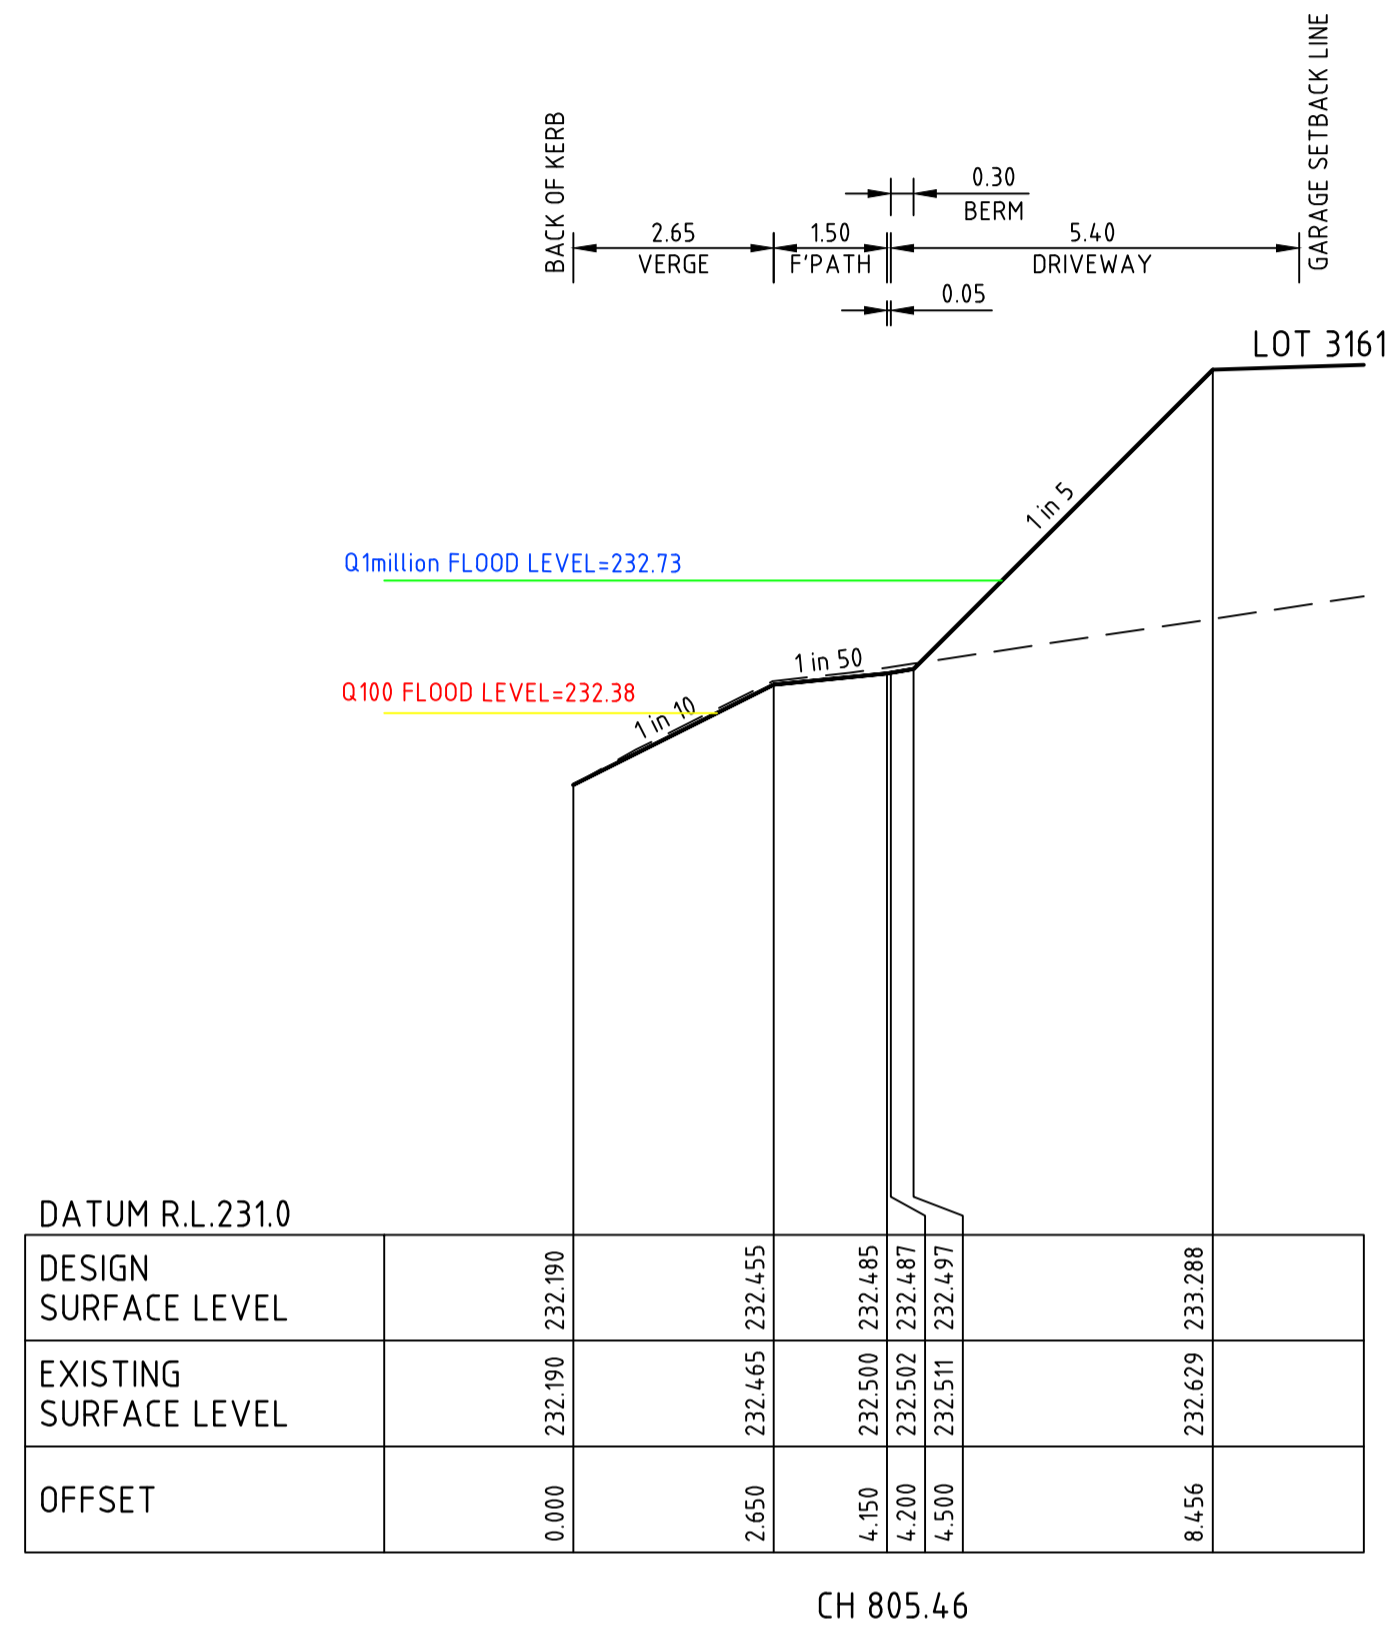 BACK OF KERB
GARAGE SETBACK LINE
0.30
BERM
2.65
VERGE
1.50
F'PATH
5.40
DRIVEWAY
0.05
LOT 3161
1 in 5
Q1million FLOOD LEVEL=232.73
1 in 50
Q100 FLOOD LEVEL=232.38
1 in 10
DATUM R.L.231.0
DESIGN
SURFACE LEVEL
232.190
232.455
232.485
232.487
232.497
233.288
EXISTING
SURFACE LEVEL
232.190
232.465
232.500
232.502
232.511
232.629
OFFSET
0.000
2.650
4.150
4.200
4.500
8.456
CH 805.46